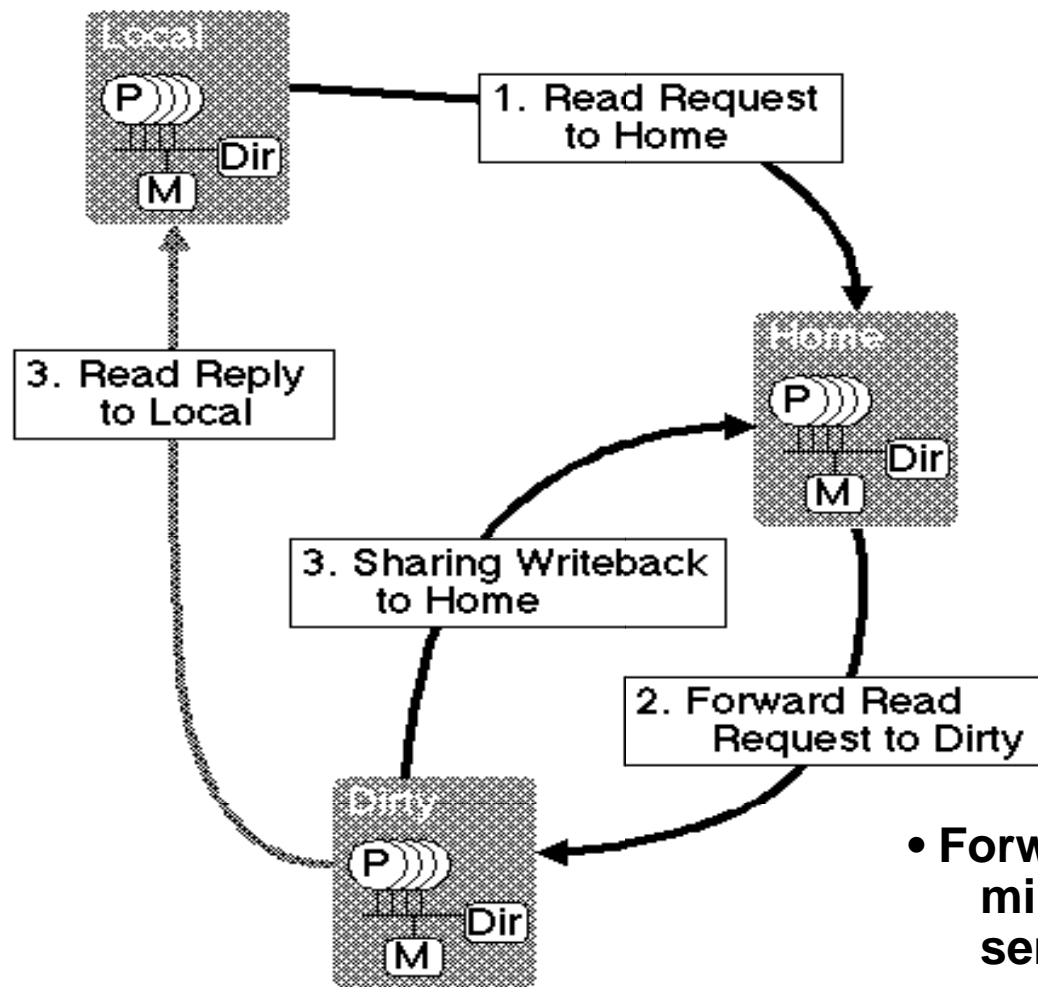 Local
P
Dir
M
1. Read Request
to Home
Home
P
Dir
M
3. Read Reply
to Local
3. Sharing Writeback
to Home
2. Forward Read
Request to Dirty
Dirty
P
Dir
M
• Forw
mi
ser